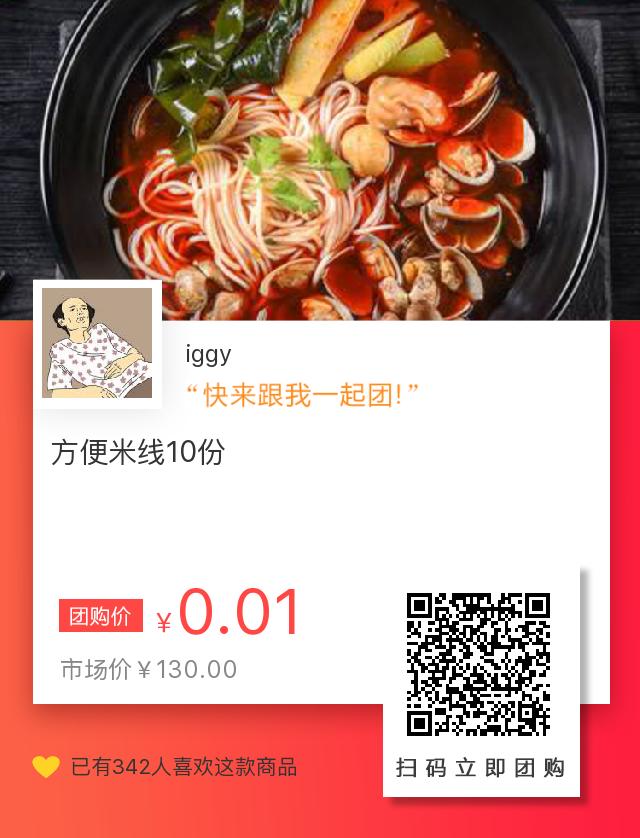 iggy
“快来跟我一起团!”
方便米线10份
团购价 ¥0.01
市场价¥130.00
已有342人喜欢这款商品
扫码立即团购